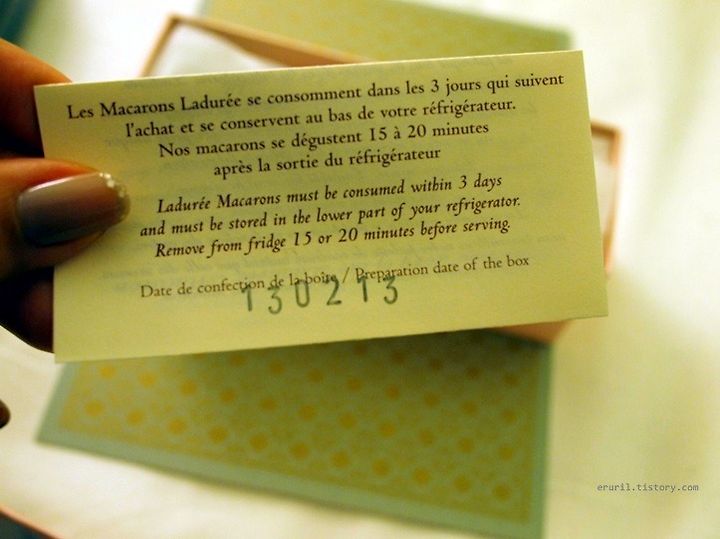 Les Macarons Ladurée se consomment dans les 3 jours qui suivent
l'achat et se conservent au bas de votre réfrigérateur.
Nos macarons se dégustent 15 à 20 minutes
après la sortie du réfrigérateur
Ladurée Macarons must be consumed within 3 days
and must be stored in the lower part of your refrigerator.
Remove from fridge 15 or 20 minutes before serving.
Date de confection de la boîte / Preparation date of the box
130213
eruril.tistory.com